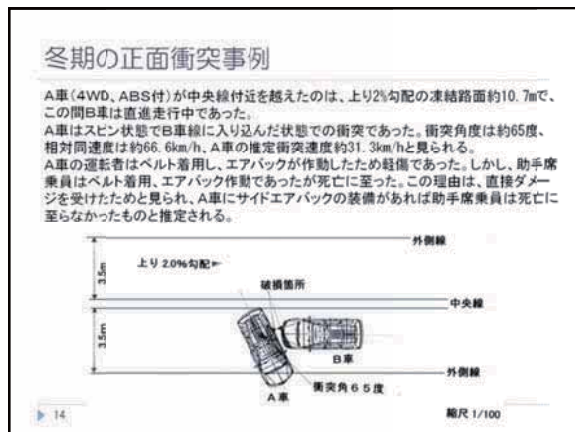 冬期の正面衝突事例
A車(4WD、ABS付)が中央線付近を越えたのは、上り2%勾配の凍結路面約10.7mで、
この間B車は直進走行中であった。
A車はスピン状態でB車線に入り込んだ状態での衝突であった。衝突角度は約65度、
相対同速度は約66.6km/h、A車の推定衝突速度約31.3km/hと見られる。
A車の運転者はベルト着用し、エアバックが作動したため軽傷であった。しかし、助手席
乗員はベルト着用、エアバック作動であったが死亡に至った。この理由は、直接ダメー
ジを受けたためと見られ、A車にサイドエアバックの装備があれば助手席乗員は死亡に
至らなかったものと推定される。
外側線
上り 2.0%勾配
3.5m
破損箇所
中央線
3.5m
B車
外側線
衝突角65度
A車
14
縮尺 1/100